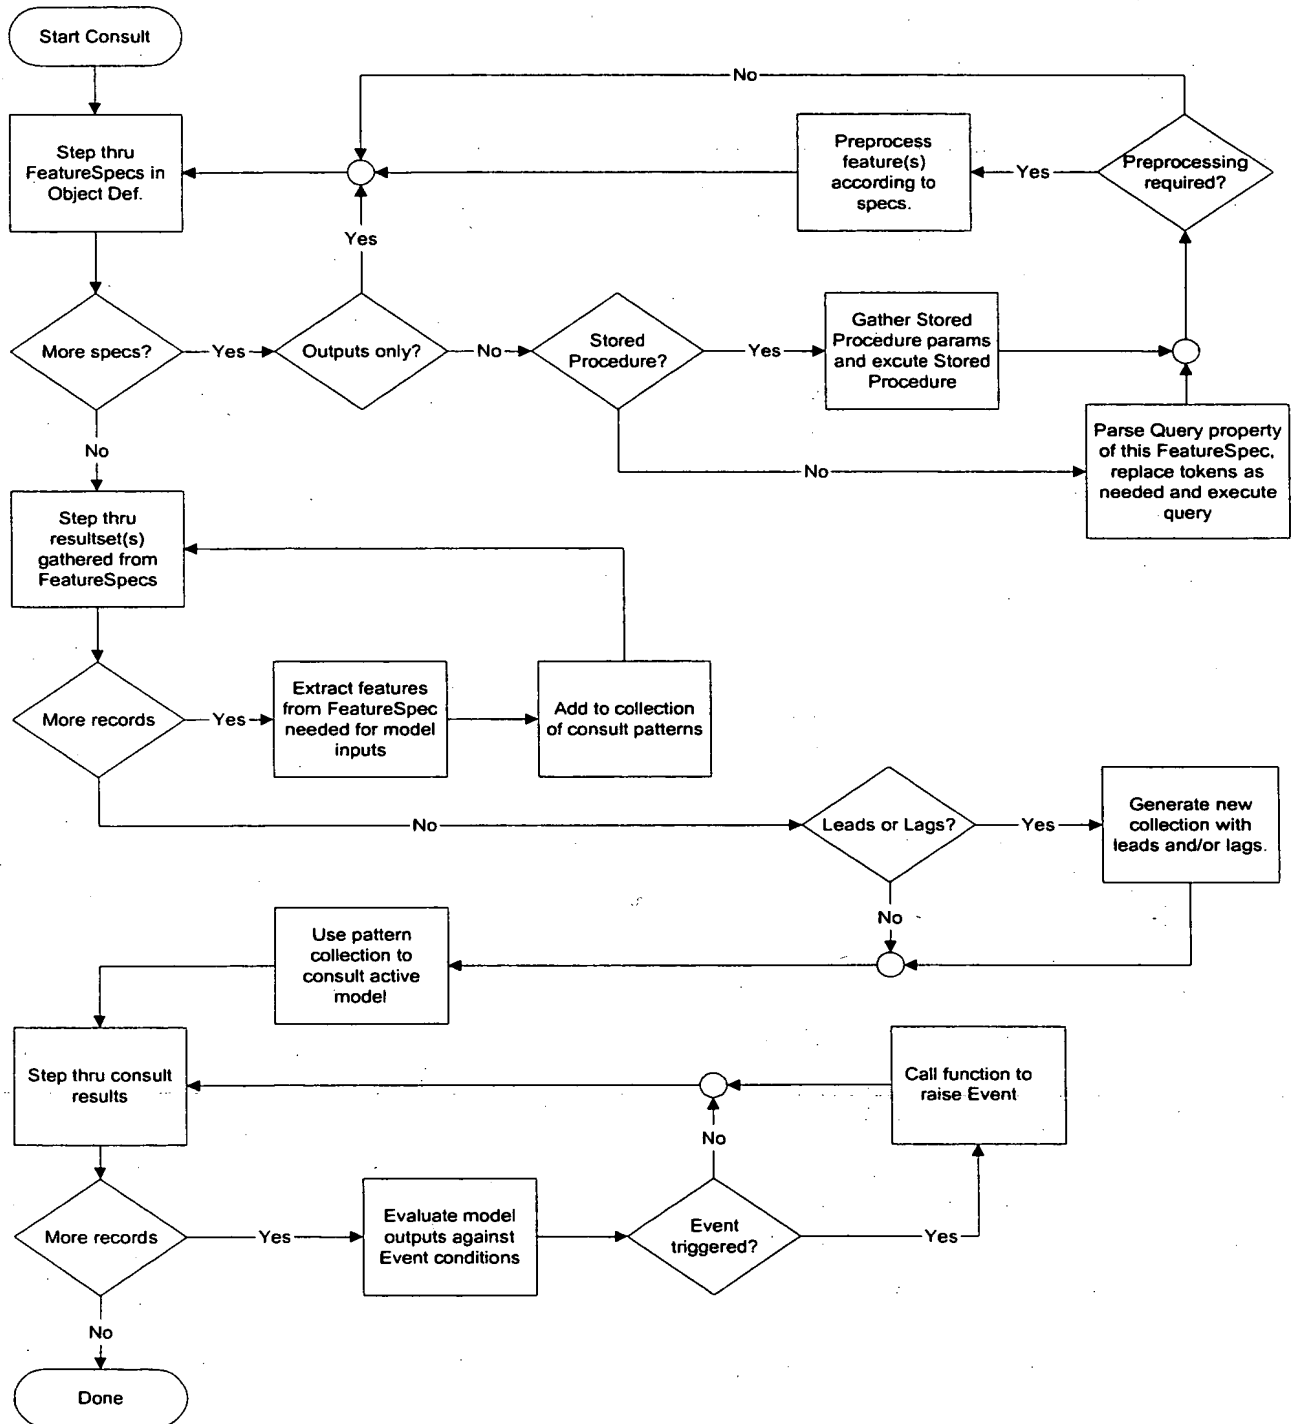 Start Consult
No
Step thru
FeatureSpecs in
Object Def.
Preprocess
feature(s)
according to
specs.
Yes
Preprocessing
required?
Yes
More specs?
Yes
Outputs only?
No
Stored
Procedure?
Yes
Gather Stored
Procedure params
and excute Stored
Procedure
No
No
Parse Query property
of this FeatureSpec,
replace tokens as
needed and execute
query
Step thru
resultset(s)
gathered from
FeatureSpecs
More records
Yes
Extract features
from FeatureSpec
needed for model
inputs
Add to collection
of consult patterns
No
Leads or Lags?
Yes
Generate new
collection with
leads and/or lags.
No
Use pattern
collection to
consult active
model
Step thru consult
results
Call function to
raise Event
No
More records
Yes
Evaluate model
outputs against
Event conditions
Event
triggered?
Yes
No
Done